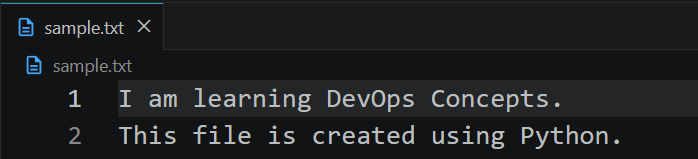 sample.txt
sample.txt
1 I am learning DevOps Concepts.
2 This file is created using Python.